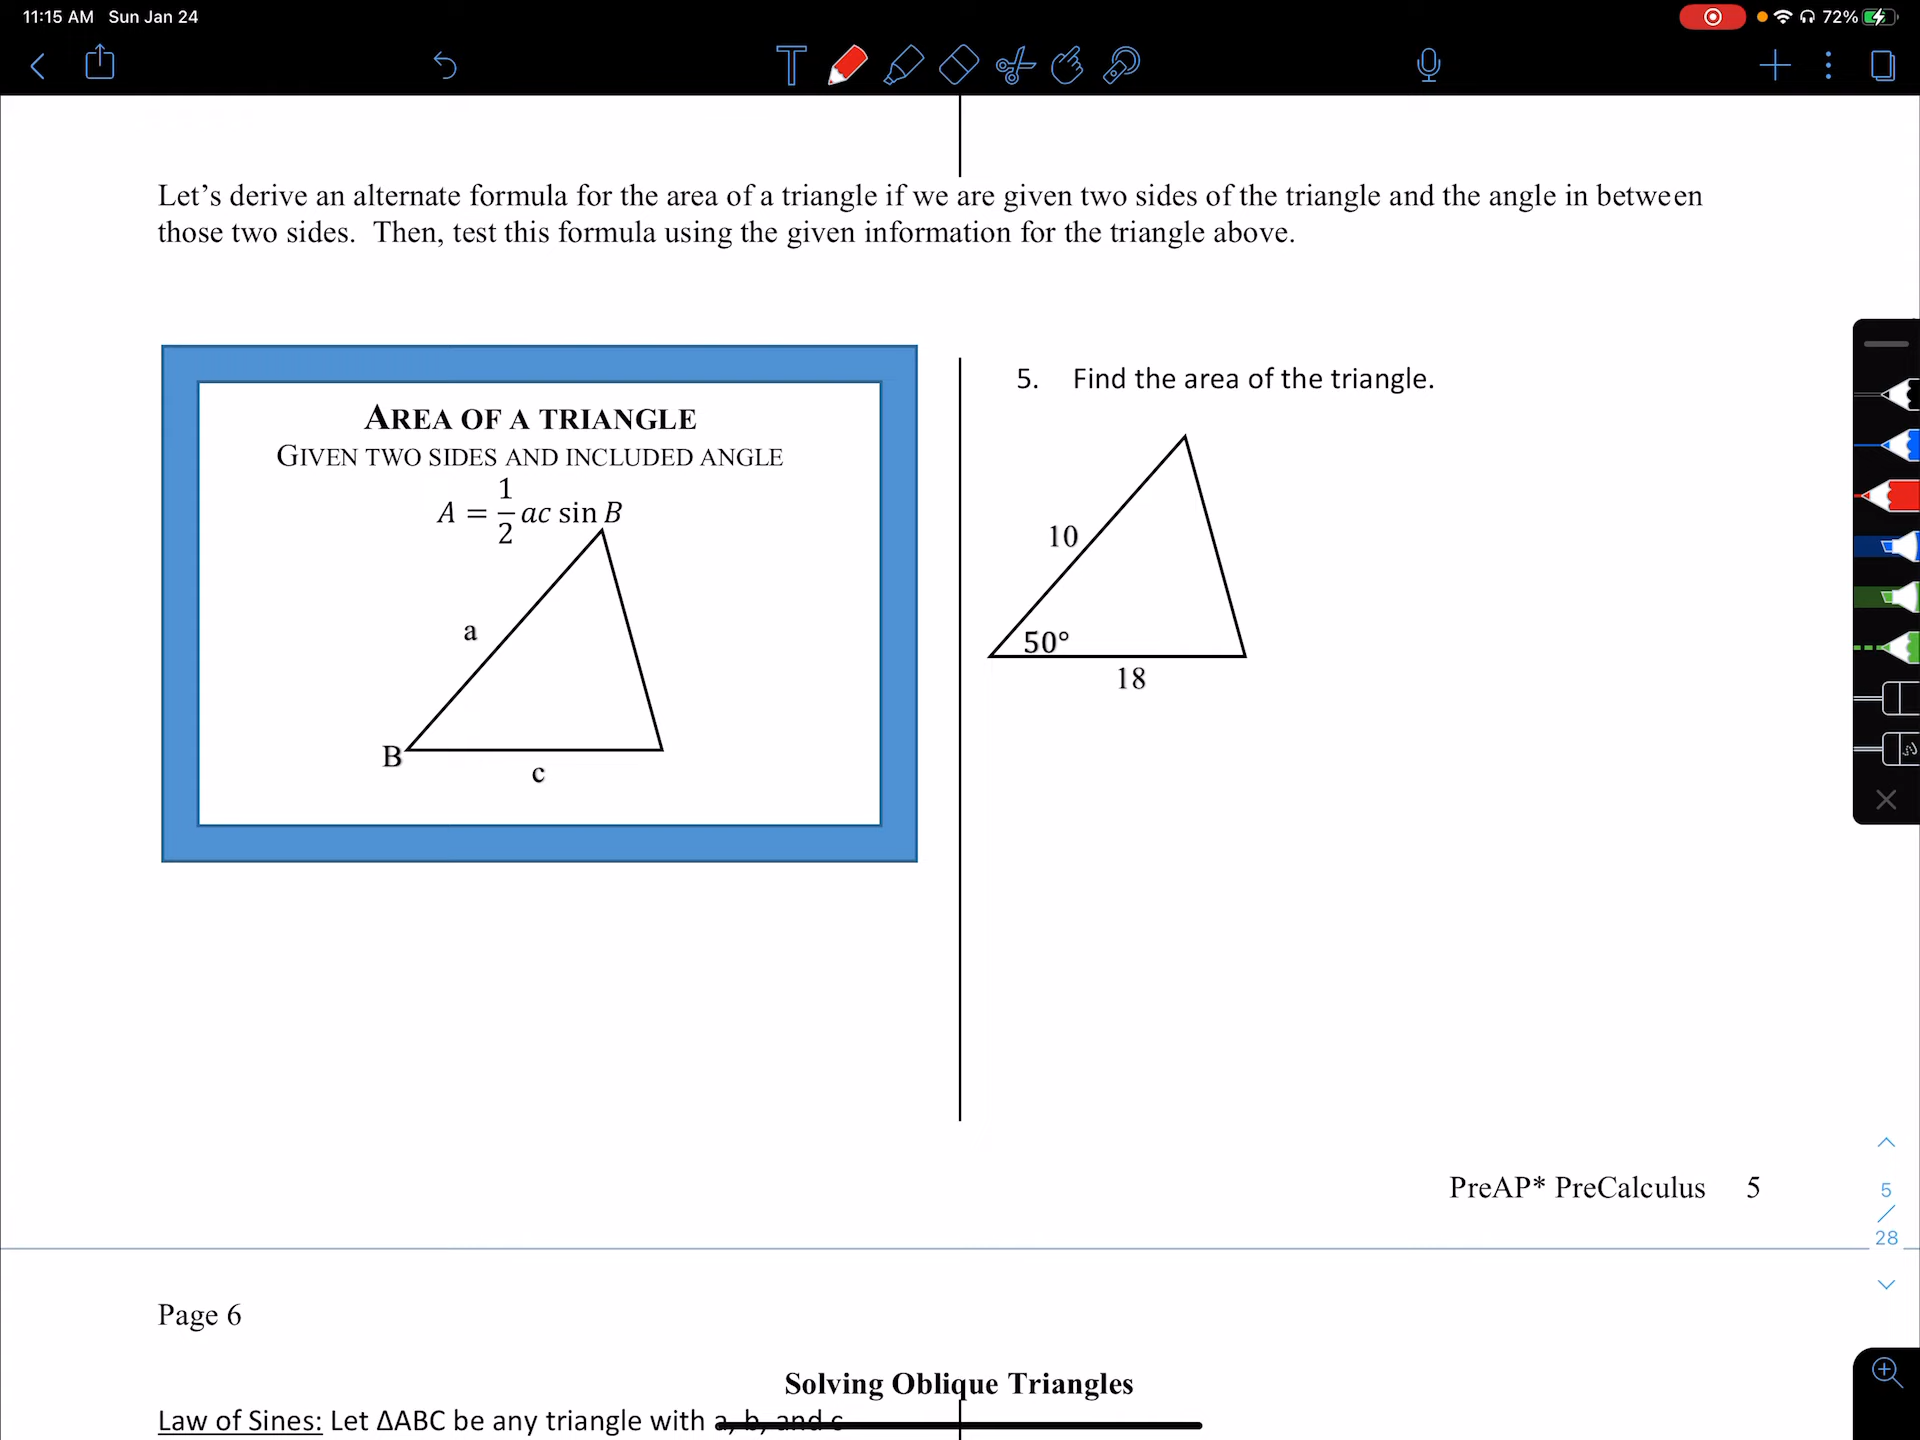 11:15 AM Sun Jan 24
72%
Let’s derive an alternate formula for the area of a triangle if we are given two sides of the triangle and the angle in between
those two sides. Then, test this formula using the given information for the triangle above.
AREA OF A TRIANGLE
GIVEN TWO SIDES AND INCLUDED ANGLE
A = 1/2 ac sin B
a
B
c
5. Find the area of the triangle.
10
50°
18
PreAP* PreCalculus 5
5
/
28
Page 6
Solving Oblique Triangles
Law of Sines: Let ΔABC be any triangle with a, b, and c